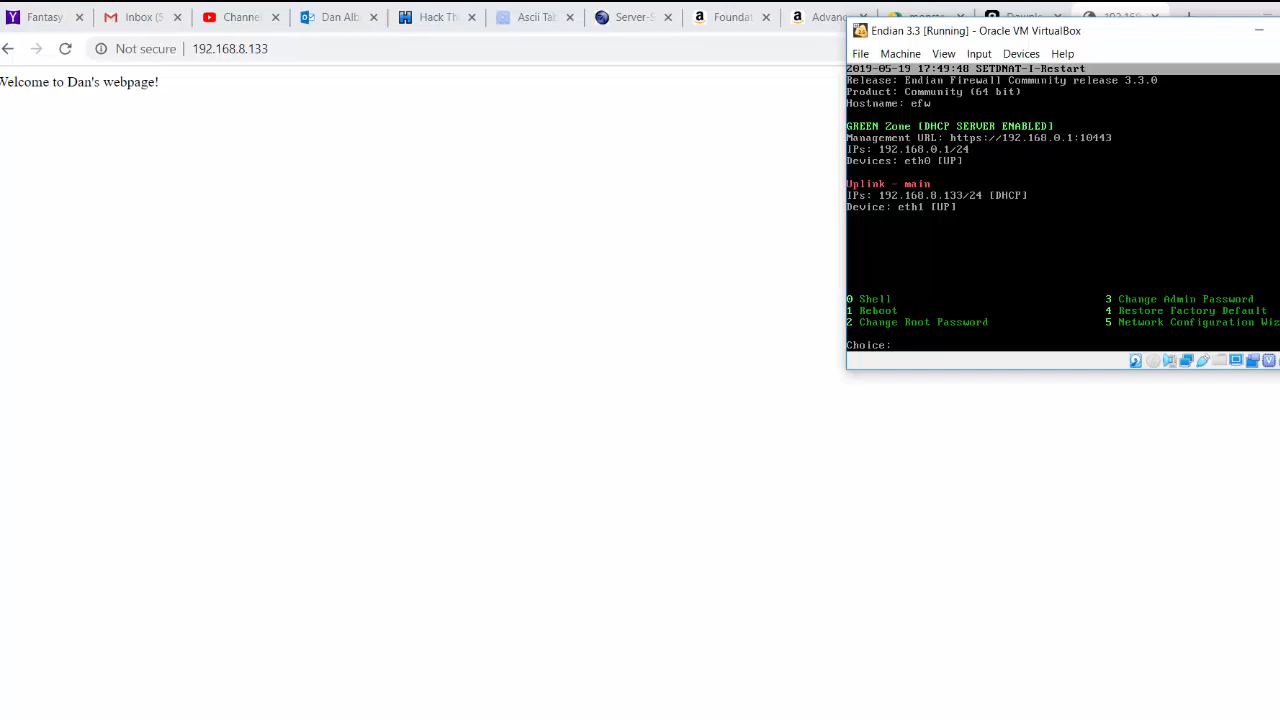 Fantasy
Inbox (5
Channel
Dan Alb
Hack Th
Ascii Tab
Server-S
Foundat
Advanc
Not secure
192.168.8.133
Welcome to Dan's webpage!
Endian 3.3 [Running] - Oracle VM VirtualBox
File Machine View Input Devices Help
2019-05-19 17:49:48 SETDNAT-I-Restart
Release: Endian Firewall Community release 3.3.0
Product: Community (64 bit)
Hostname: efw
GREEN Zone [DHCP SERVER ENABLED]
Management URL: https://192.168.0.1:10443
IPs: 192.168.0.1/24
Devices: eth0 [UP]
Uplink - main
IPs: 192.168.8.133/24 [DHCP]
Device: eth1 [UP]
0 Shell 3 Change Admin Password
1 Reboot 4 Restore Factory Default
2 Change Root Password 5 Network Configuration Wiz
Choice: